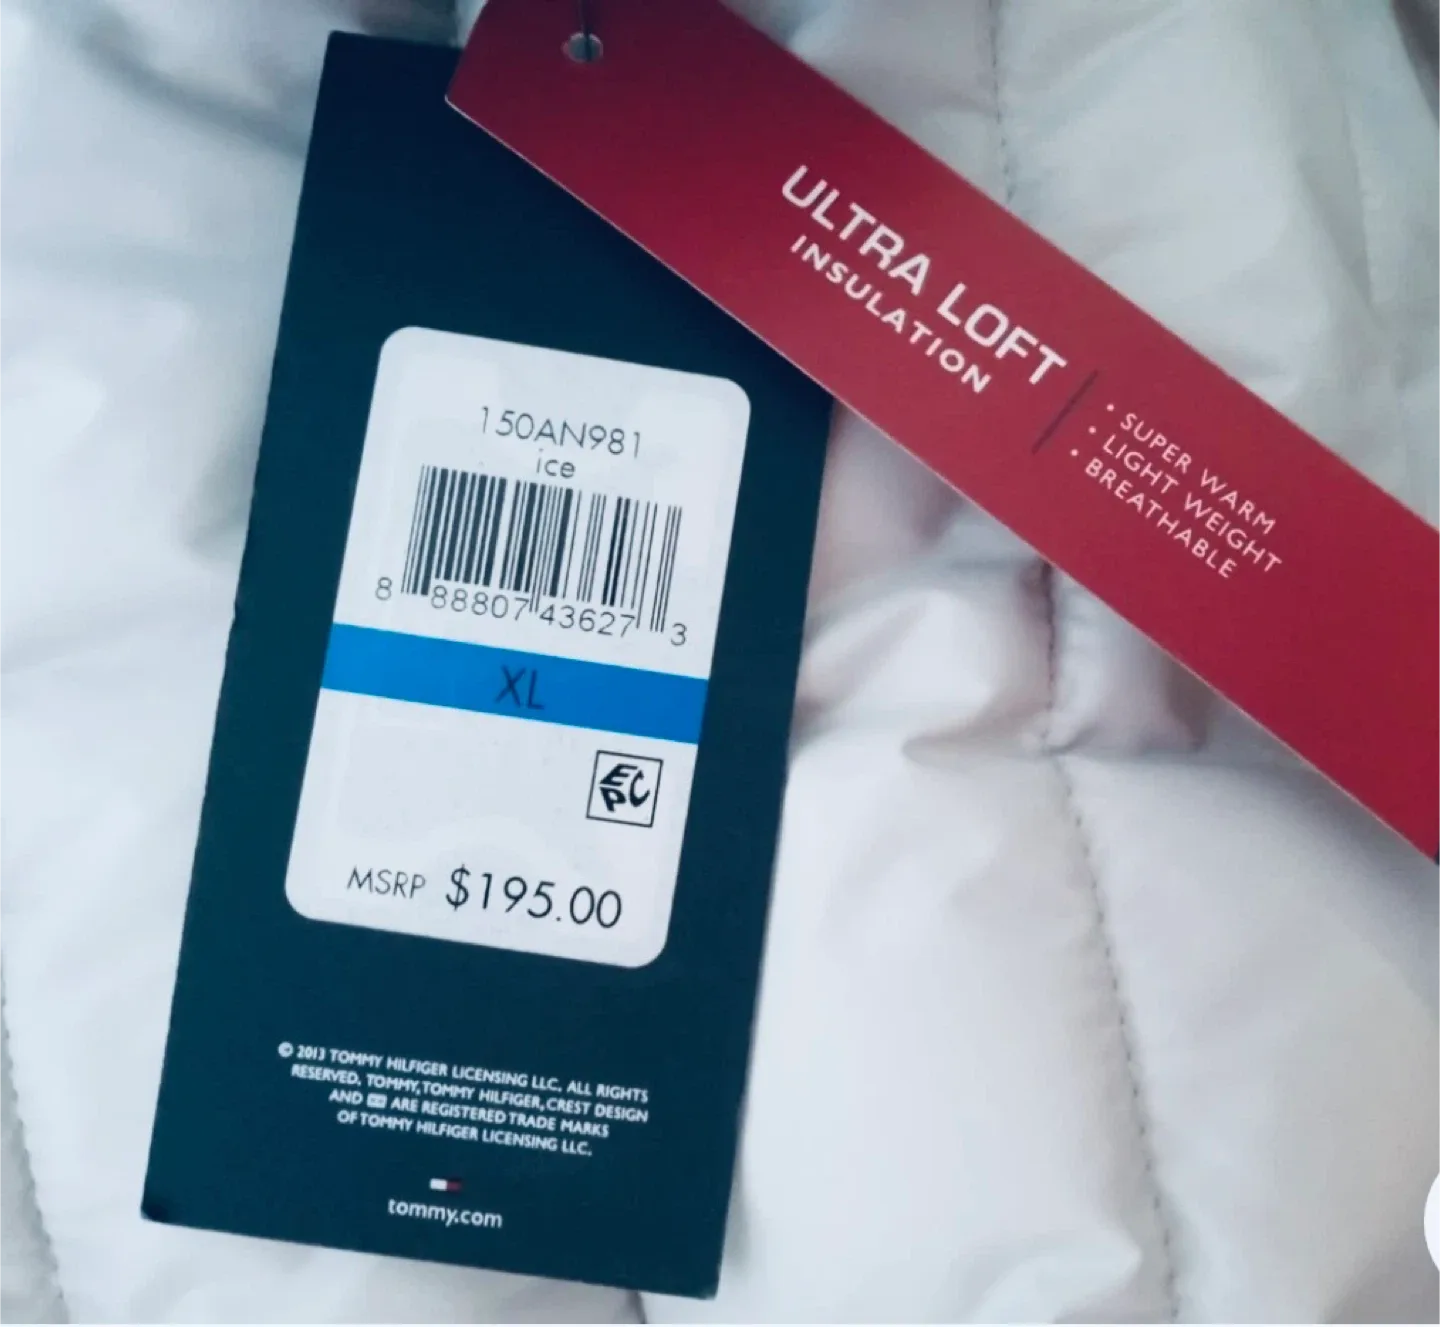 ULTRA LOFT
INSULATION
• SUPER WARM
• LIGHT WEIGHT
• BREATHABLE
150AN981
ice
8 88807 43627 3
XL
EPC
MSRP $195.00
© 2013 TOMMY HILFIGER LICENSING LLC. ALL RIGHTS
RESERVED. TOMMY, TOMMY HILFIGER, CREST DESIGN
AND ARE REGISTERED TRADE MARKS
OF TOMMY HILFIGER LICENSING LLC.
tommy.com